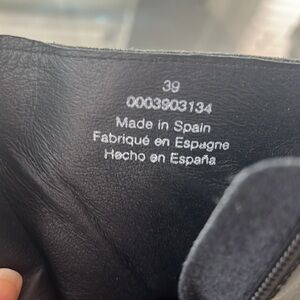 39
0003903134
Made in Spain
Fabriqué en Espagne
Hecho en España